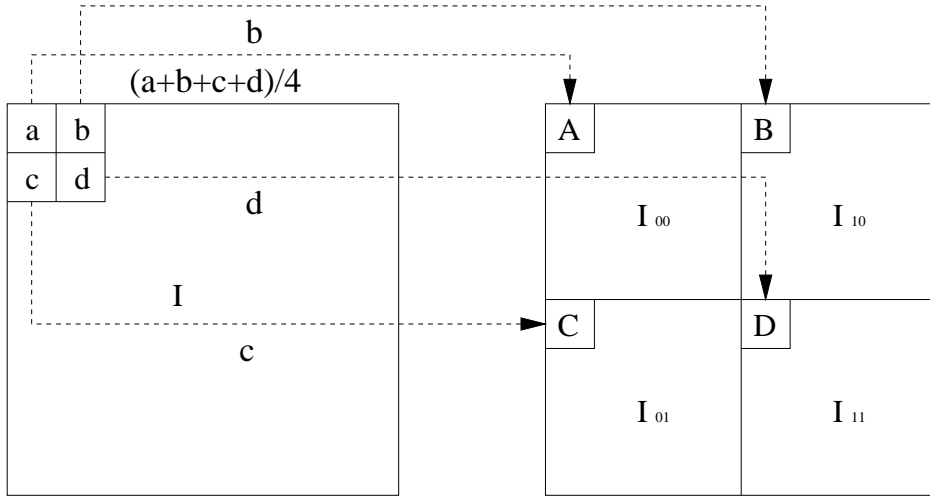 b
(a+b+c+d)/4
a b
c d
d
I
c
A B
I 00 I 10
C D
I 01 I 11